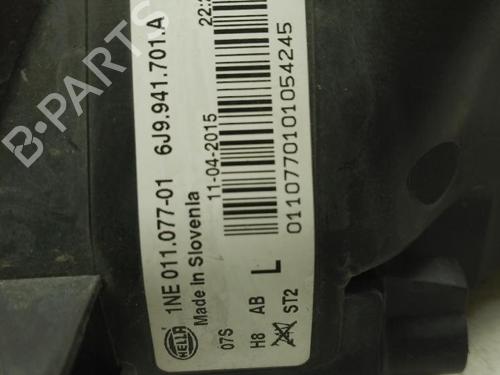 HELLA
1NE 011.077-01 6J9.941.701.A
Made In Slovenia 11-04-2015
07S
H8 AB L
ST2
0110770101054245
B-PARTS